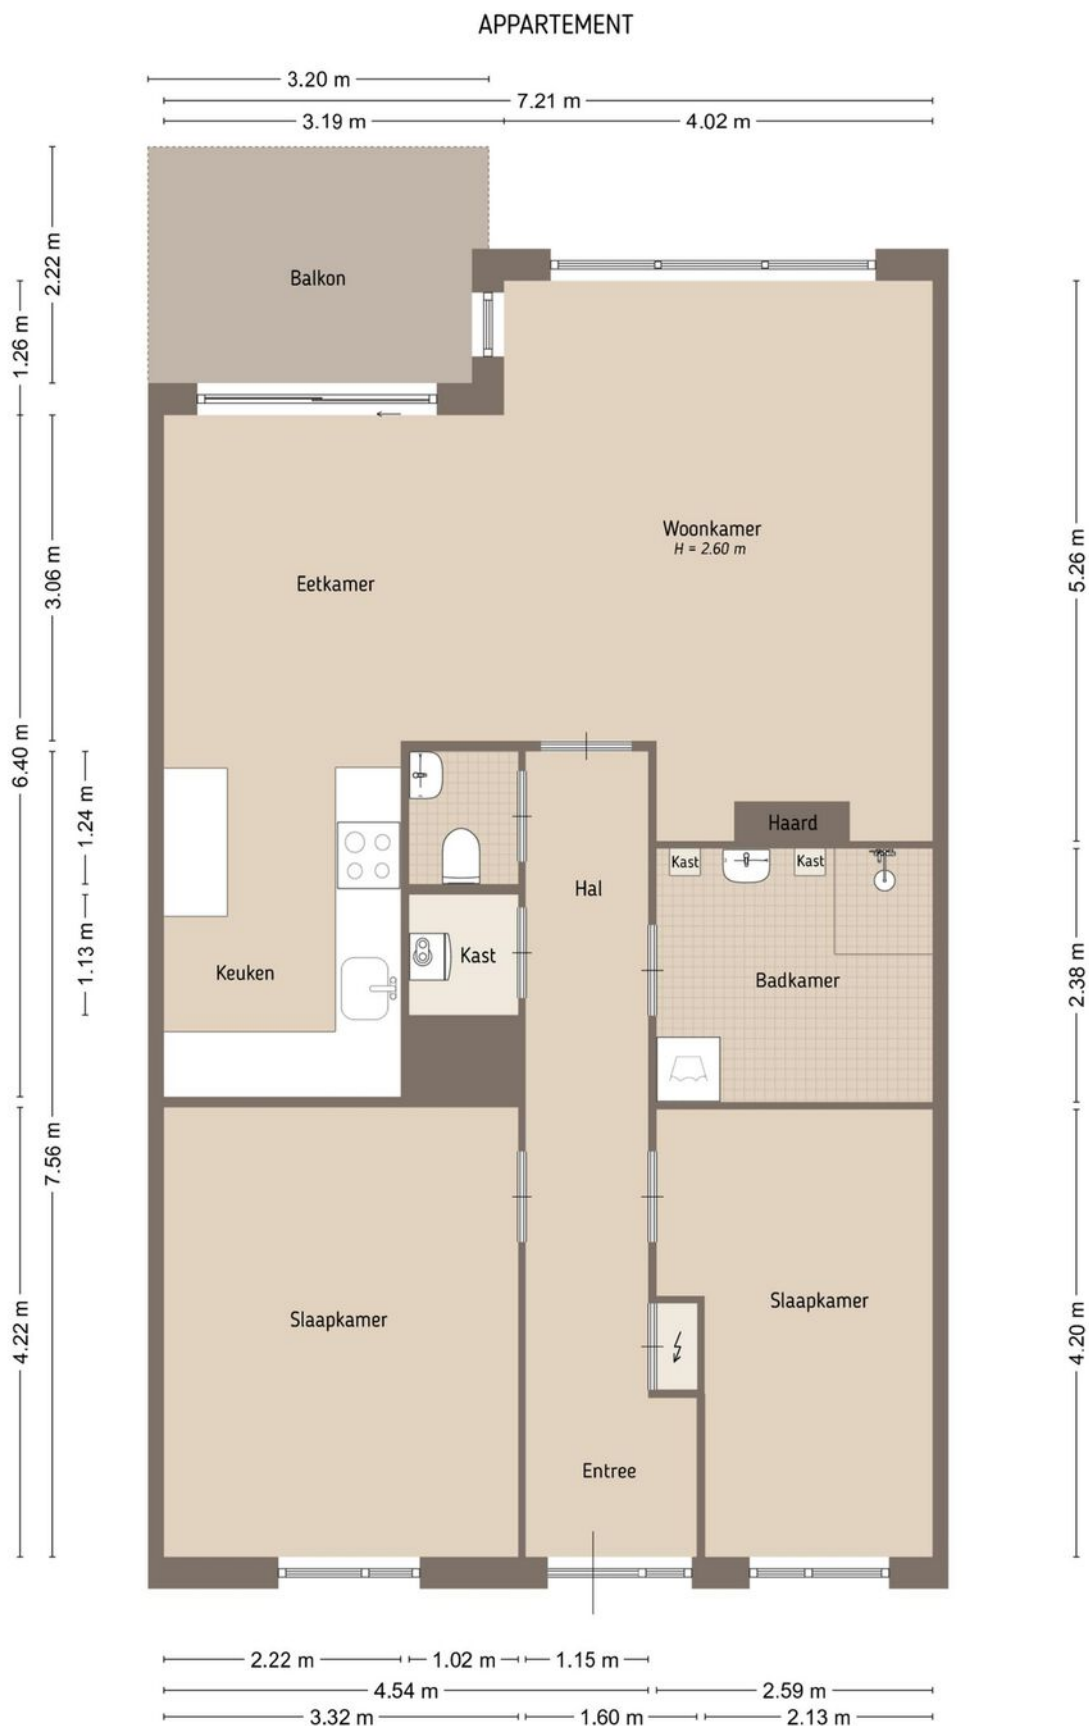 APPARTEMENT
3.20 m
7.21 m
3.19 m
4.02 m
2.22 m
Balkon
1.26 m
Woonkamer
H = 2.60 m
5.26 m
3.06 m
Eetkamer
6.40 m
1.24 m
Haard
Kast
Kast
Hal
1.13 m
Kast
Keuken
Badkamer
2.38 m
7.56 m
Slaapkamer
Slaapkamer
4.22 m
4.20 m
Entree
2.22 m
1.02 m
1.15 m
4.54 m
2.59 m
3.32 m
1.60 m
2.13 m